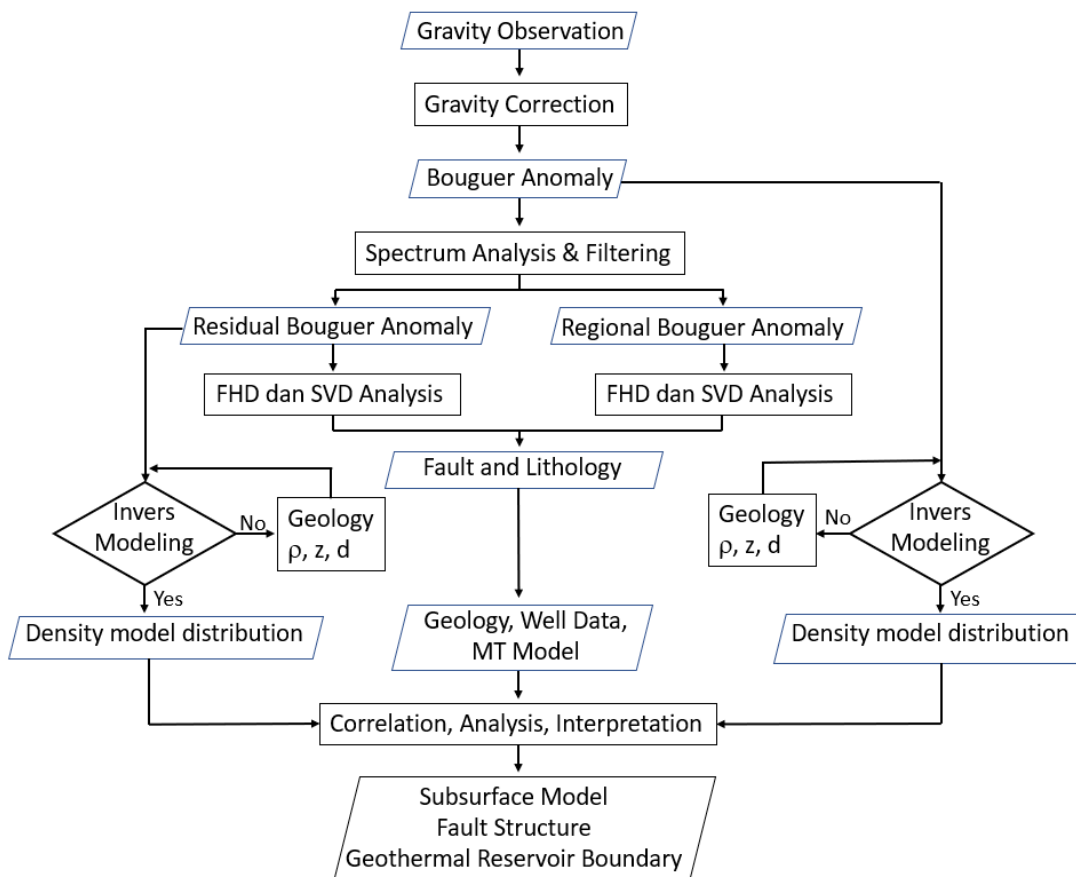 Gravity Observation
Gravity Correction
Bouguer Anomaly
Spectrum Analysis & Filtering
Residual Bouguer Anomaly
Regional Bouguer Anomaly
FHD dan SVD Analysis
FHD dan SVD Analysis
Fault and Lithology
Invers
Modeling
No
Geology
ρ, z, d
Yes
Geology
ρ, z, d
No
Invers
Modeling
Yes
Density model distribution
Geology, Well Data,
MT Model
Density model distribution
Correlation, Analysis, Interpretation
Subsurface Model
Fault Structure
Geothermal Reservoir Boundary